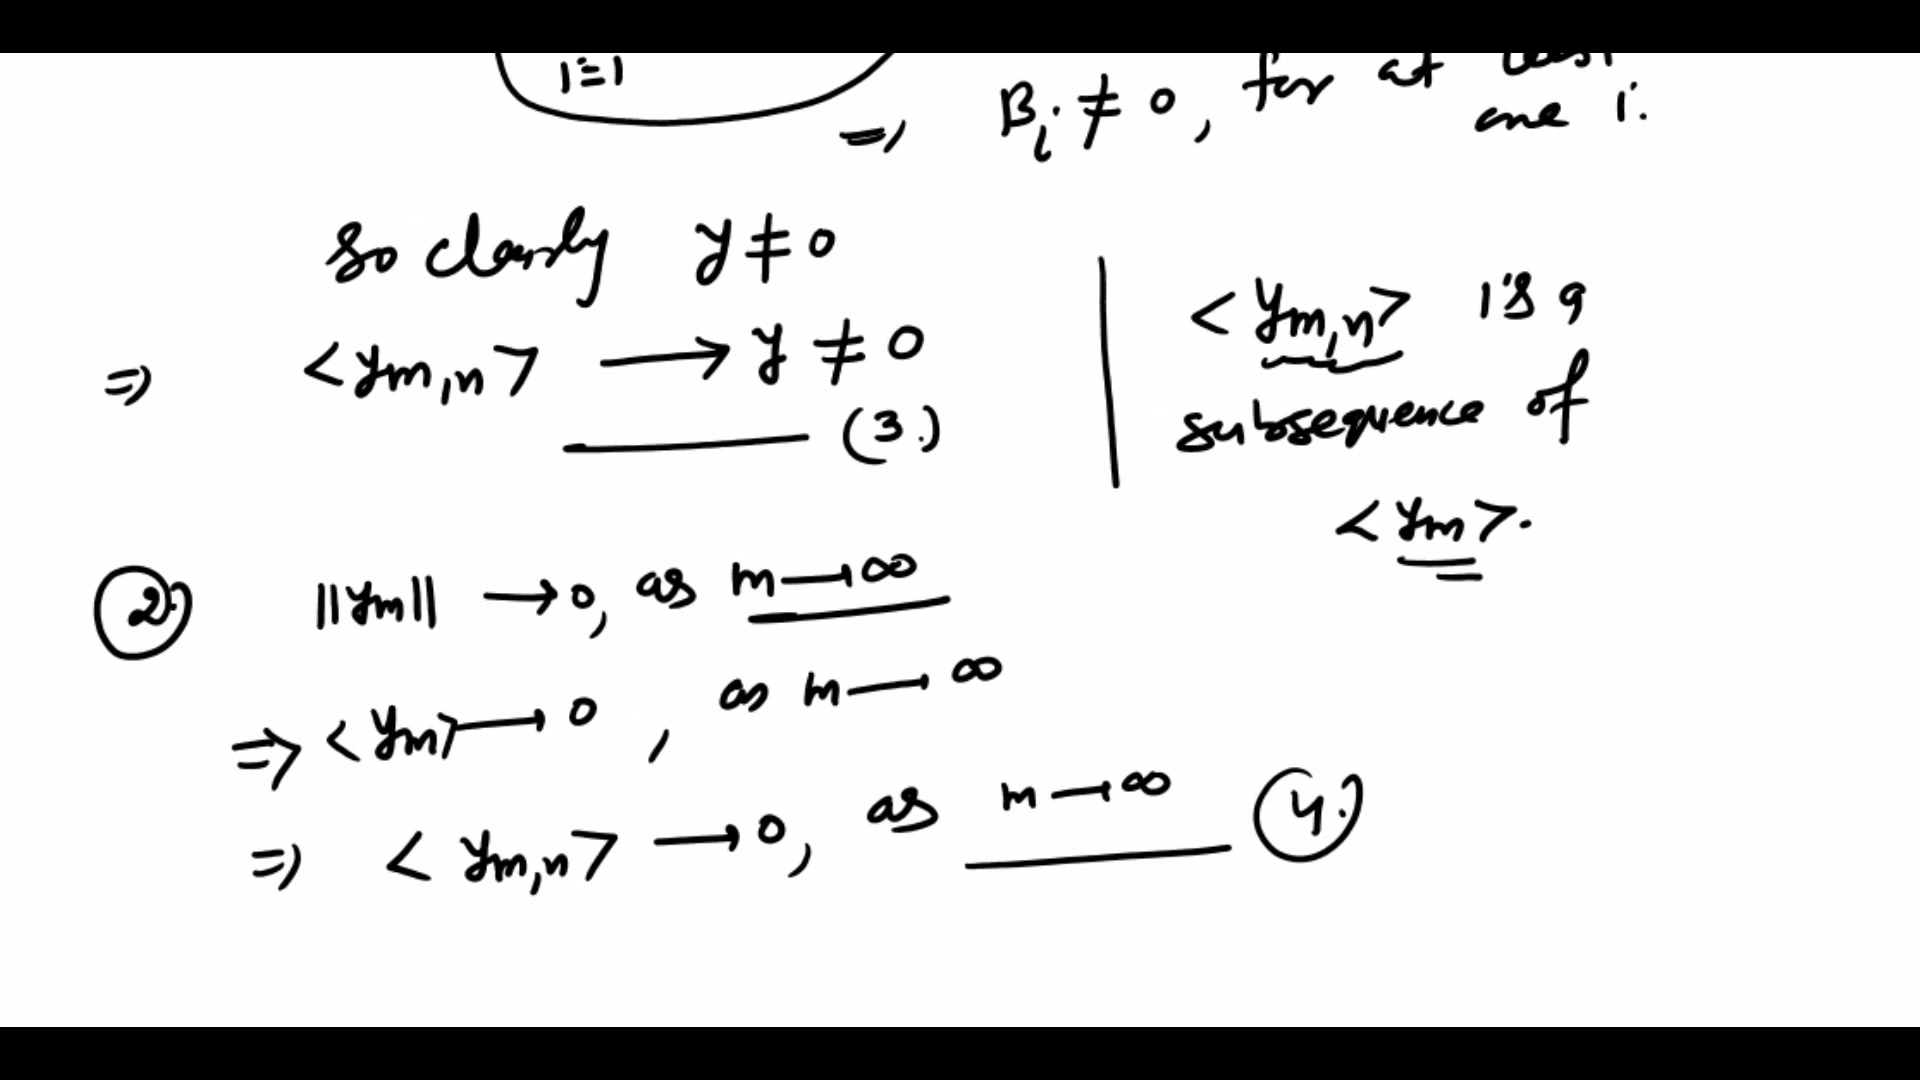 i=1
=> Bi ≠ 0, for at least
one i.
So clearly y ≠ 0
=> <ym,n> → y ≠ 0
(3.)
<ym,n> is a
subsequence of
<ym>.
2. ||ym|| → 0, as m → ∞
=> <ym> → 0, as m → ∞
=> <ym,n> → 0, as m → ∞ 4.